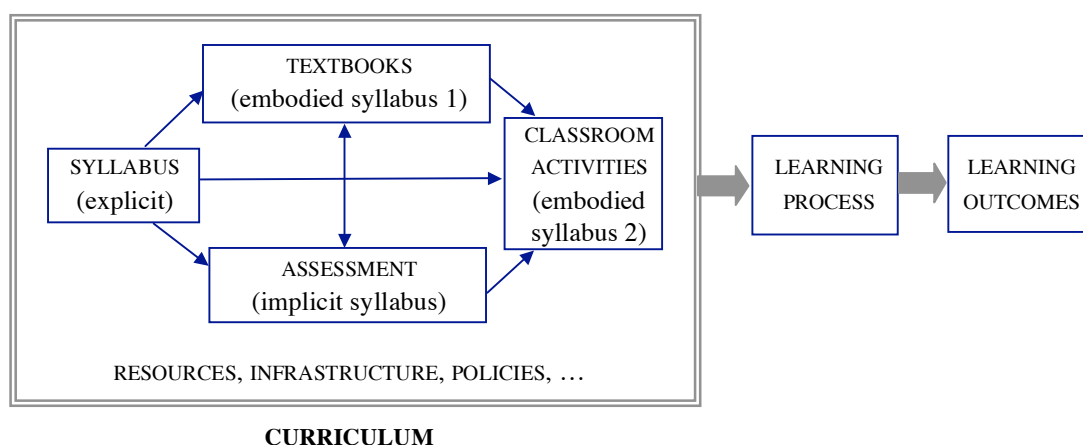 TEXTBOOKS
(embodied syllabus 1)
SYLLABUS
(explicit)
CLASSROOM
ACTIVITIES
(embodied
syllabus 2)
ASSESSMENT
(implicit syllabus)
RESOURCES, INFRASTRUCTURE, POLICIES, …
CURRICULUM
LEARNING
PROCESS
LEARNING
OUTCOMES